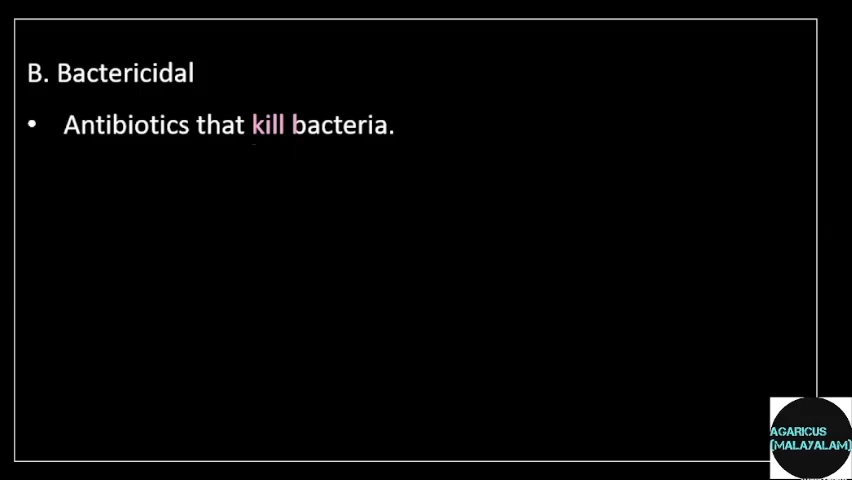 B. Bactericidal
• Antibiotics that kill bacteria.
AGARICUS
(MALAYALAM)